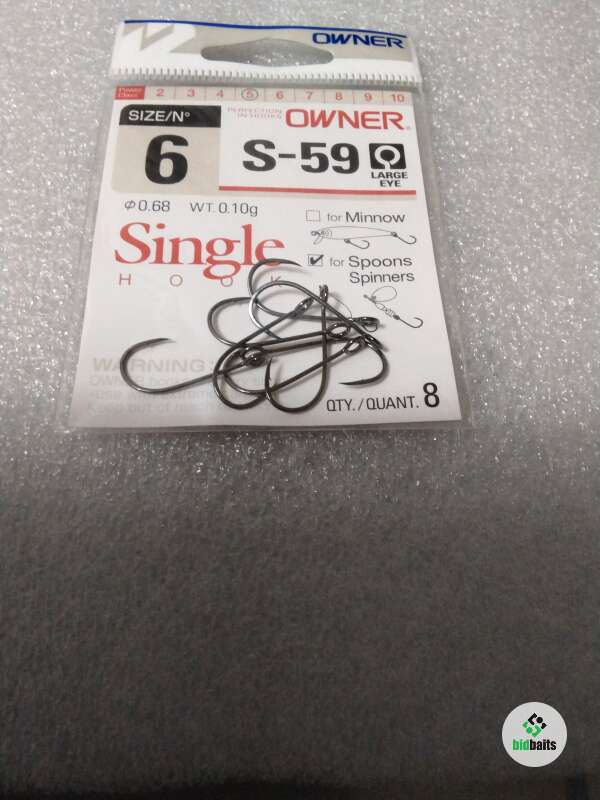 OWNER
Power Class 2 3 4 5 6 7 8 9 10
SIZE/N°
6
PERFECTION IN HOOKS
OWNER®
S-59
LARGE
EYE
Φ0.68 WT. 0.10g
for Minnow
Single
HOOK
for Spoons
Spinners
WARNING
OWNER
QTY./QUANT. 8
bidbaits